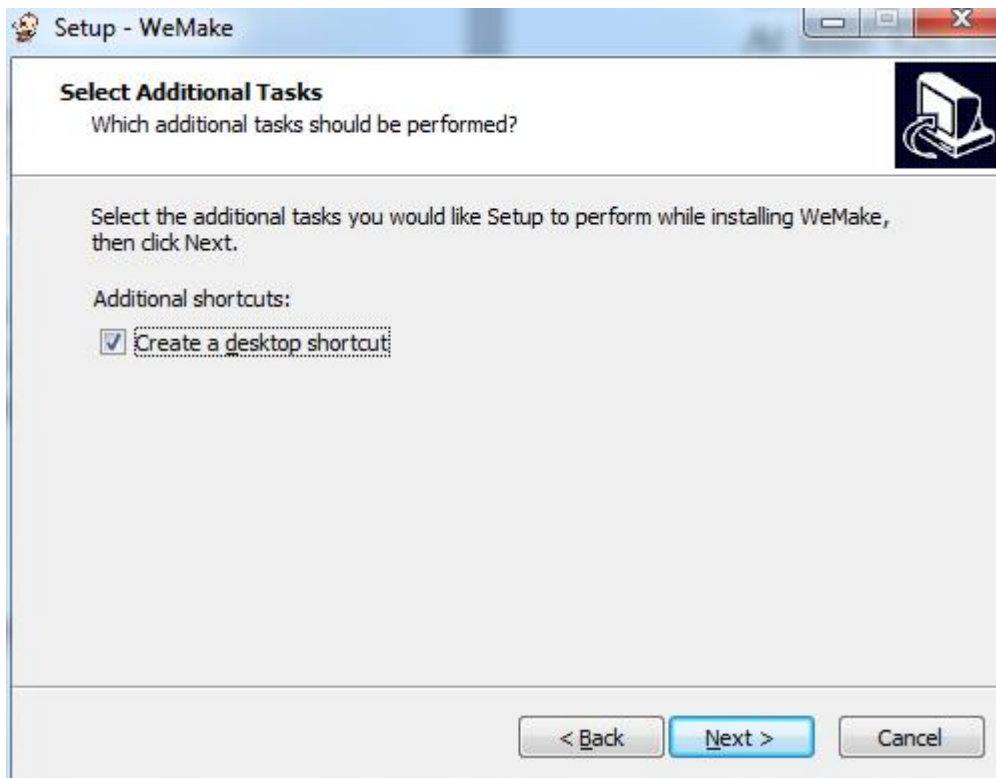 Setup - WeMake
Select Additional Tasks
Which additional tasks should be performed?
Select the additional tasks you would like Setup to perform while installing WeMake,
then click Next.
Additional shortcuts:
Create a desktop shortcut
< Back
Next >
Cancel